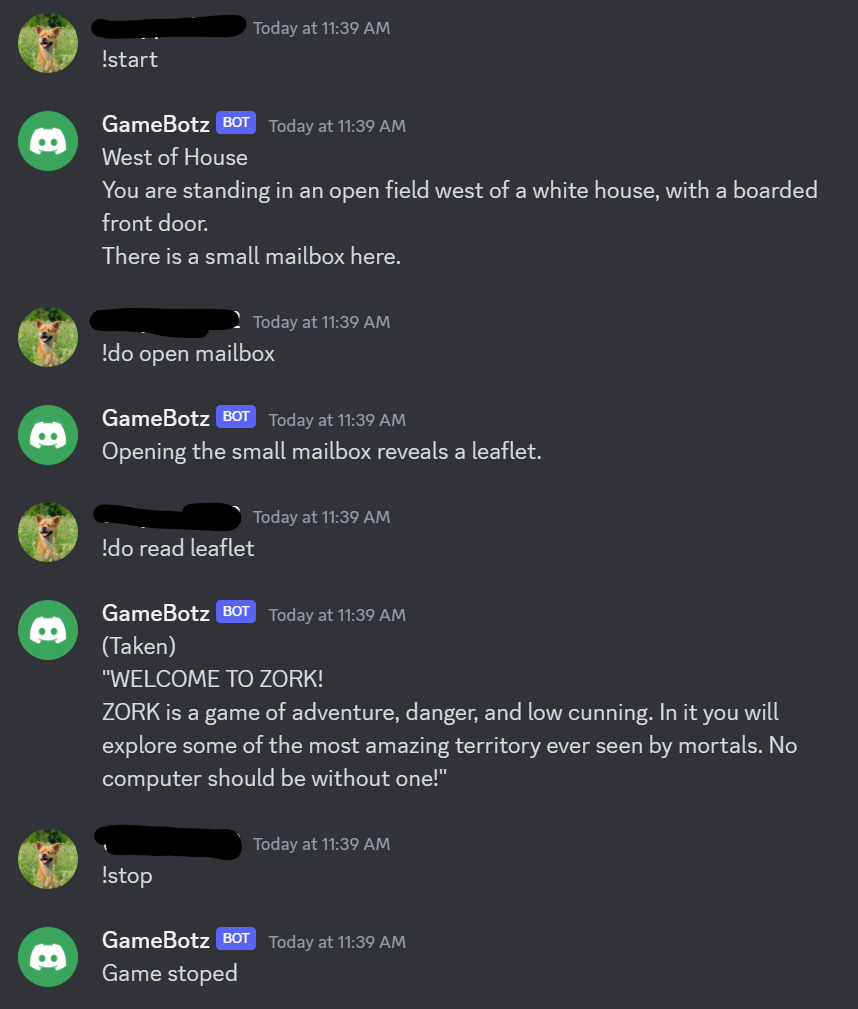 Today at 11:39 AM
!start
GameBotz BOT Today at 11:39 AM
West of House
You are standing in an open field west of a white house, with a boarded
front door.
There is a small mailbox here.
Today at 11:39 AM
!do open mailbox
GameBotz BOT Today at 11:39 AM
Opening the small mailbox reveals a leaflet.
Today at 11:39 AM
!do read leaflet
GameBotz BOT Today at 11:39 AM
(Taken)
"WELCOME TO ZORK!
ZORK is a game of adventure, danger, and low cunning. In it you will
explore some of the most amazing territory ever seen by mortals. No
computer should be without one!"
Today at 11:39 AM
!stop
GameBotz BOT Today at 11:39 AM
Game stoped